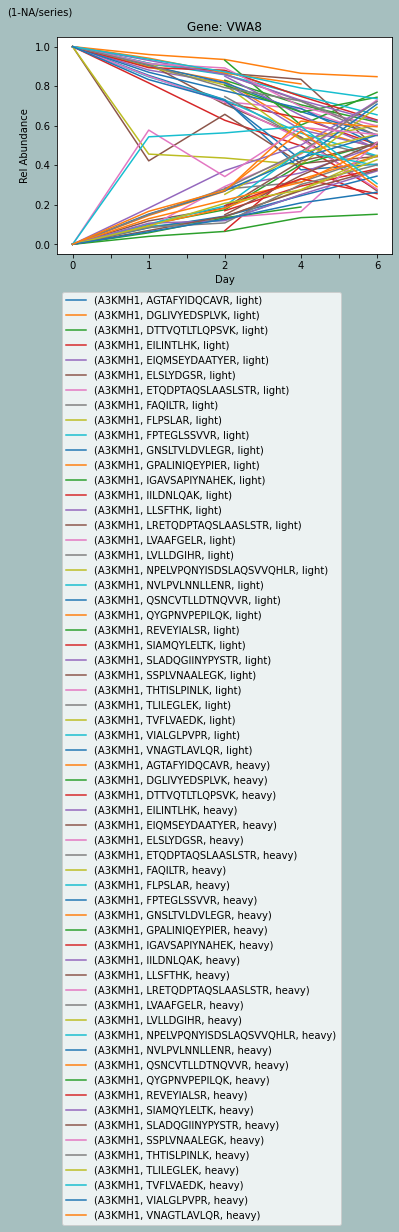 (1-NA/series)
Gene: VWA8
Rel Abundance
1.0
0.8
0.6
0.4
0.2
0.0
0 1 2 4 6
Day
(A3KMH1, AGTAFYIDQCAVR, light)
(A3KMH1, DGLIVYEDSPLVK, light)
(A3KMH1, DTTVQTLTLQPSVK, light)
(A3KMH1, EILINTLHK, light)
(A3KMH1, EIQMSEYDAATYER, light)
(A3KMH1, ELSLYDGSR, light)
(A3KMH1, ETQDPTAQSLAASLSTR, light)
(A3KMH1, FAQILTR, light)
(A3KMH1, FLPSLAR, light)
(A3KMH1, FPTEGLSSVVR, light)
(A3KMH1, GNSLTVLDVLEGR, light)
(A3KMH1, GPALINIQEYPIER, light)
(A3KMH1, IGAVSAPIYNAHEK, light)
(A3KMH1, IILDNLQAK, light)
(A3KMH1, LLSFTHK, light)
(A3KMH1, LRETQDPTAQSLAASLSTR, light)
(A3KMH1, LVAAFGELR, light)
(A3KMH1, LVLLDGIHR, light)
(A3KMH1, NPELVPQNYISDSLAQSVVQHLR, light)
(A3KMH1, NVLPVLNNLLENR, light)
(A3KMH1, QSNCVTLLDTNQVVR, light)
(A3KMH1, QYGPNVPEPILQK, light)
(A3KMH1, REVEYIALSR, light)
(A3KMH1, SIAMQYLELTK, light)
(A3KMH1, SLADQGIINYPYSTR, light)
(A3KMH1, SSPLVNAALEGK, light)
(A3KMH1, THTISLPINLK, light)
(A3KMH1, TLILEGLEK, light)
(A3KMH1, TVFLVAEDK, light)
(A3KMH1, VIALGLPVPR, light)
(A3KMH1, VNAGTLAVLQR, light)
(A3KMH1, AGTAFYIDQCAVR, heavy)
(A3KMH1, DGLIVYEDSPLVK, heavy)
(A3KMH1, DTTVQTLTLQPSVK, heavy)
(A3KMH1, EILINTLHK, heavy)
(A3KMH1, EIQMSEYDAATYER, heavy)
(A3KMH1, ELSLYDGSR, heavy)
(A3KMH1, ETQDPTAQSLAASLSTR, heavy)
(A3KMH1, FAQILTR, heavy)
(A3KMH1, FLPSLAR, heavy)
(A3KMH1, FPTEGLSSVVR, heavy)
(A3KMH1, GNSLTVLDVLEGR, heavy)
(A3KMH1, GPALINIQEYPIER, heavy)
(A3KMH1, IGAVSAPIYNAHEK, heavy)
(A3KMH1, IILDNLQAK, heavy)
(A3KMH1, LLSFTHK, heavy)
(A3KMH1, LRETQDPTAQSLAASLSTR, heavy)
(A3KMH1, LVAAFGELR, heavy)
(A3KMH1, LVLLDGIHR, heavy)
(A3KMH1, NPELVPQNYISDSLAQSVVQHLR, heavy)
(A3KMH1, NVLPVLNNLLENR, heavy)
(A3KMH1, QSNCVTLLDTNQVVR, heavy)
(A3KMH1, QYGPNVPEPILQK, heavy)
(A3KMH1, REVEYIALSR, heavy)
(A3KMH1, SIAMQYLELTK, heavy)
(A3KMH1, SLADQGIINYPYSTR, heavy)
(A3KMH1, SSPLVNAALEGK, heavy)
(A3KMH1, THTISLPINLK, heavy)
(A3KMH1, TLILEGLEK, heavy)
(A3KMH1, TVFLVAEDK, heavy)
(A3KMH1, VIALGLPVPR, heavy)
(A3KMH1, VNAGTLAVLQR, heavy)